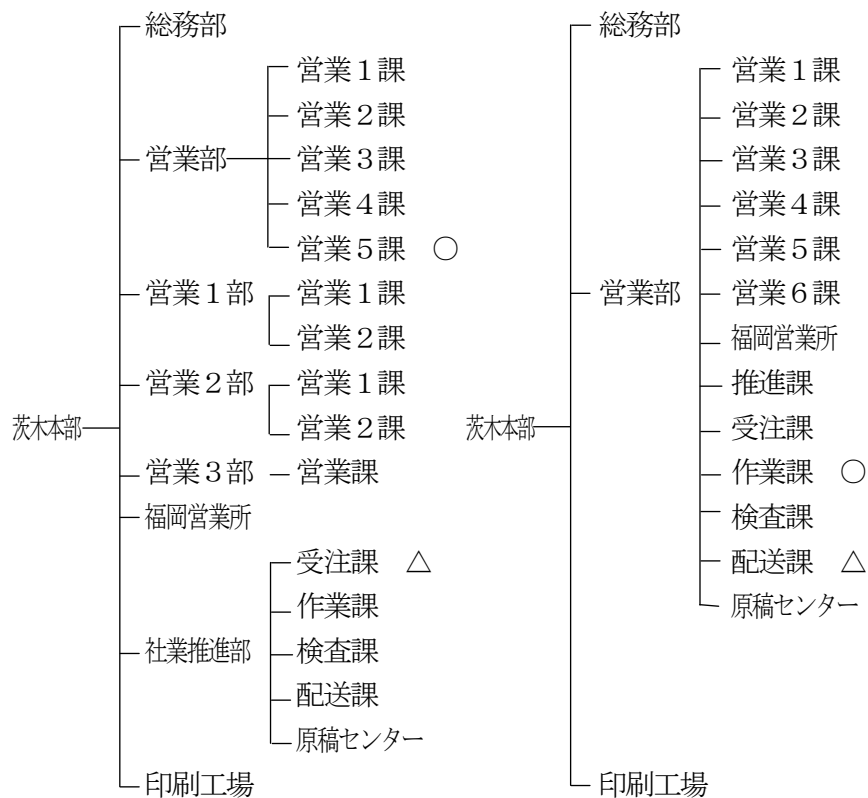 総務部
営業1課
営業2課
営業部
営業3課
営業4課
営業5課 ○
営業1部
営業1課
営業2課
営業2部
営業1課
営業2課
茨木本部
営業3部
営業課
福岡営業所
受注課 △
作業課
社業推進部
検査課
配送課
原稿センター
印刷工場
総務部
営業1課
営業2課
営業3課
営業4課
営業5課
営業部
営業6課
福岡営業所
推進課
茨木本部
受注課
作業課 ○
検査課
配送課 △
原稿センター
印刷工場